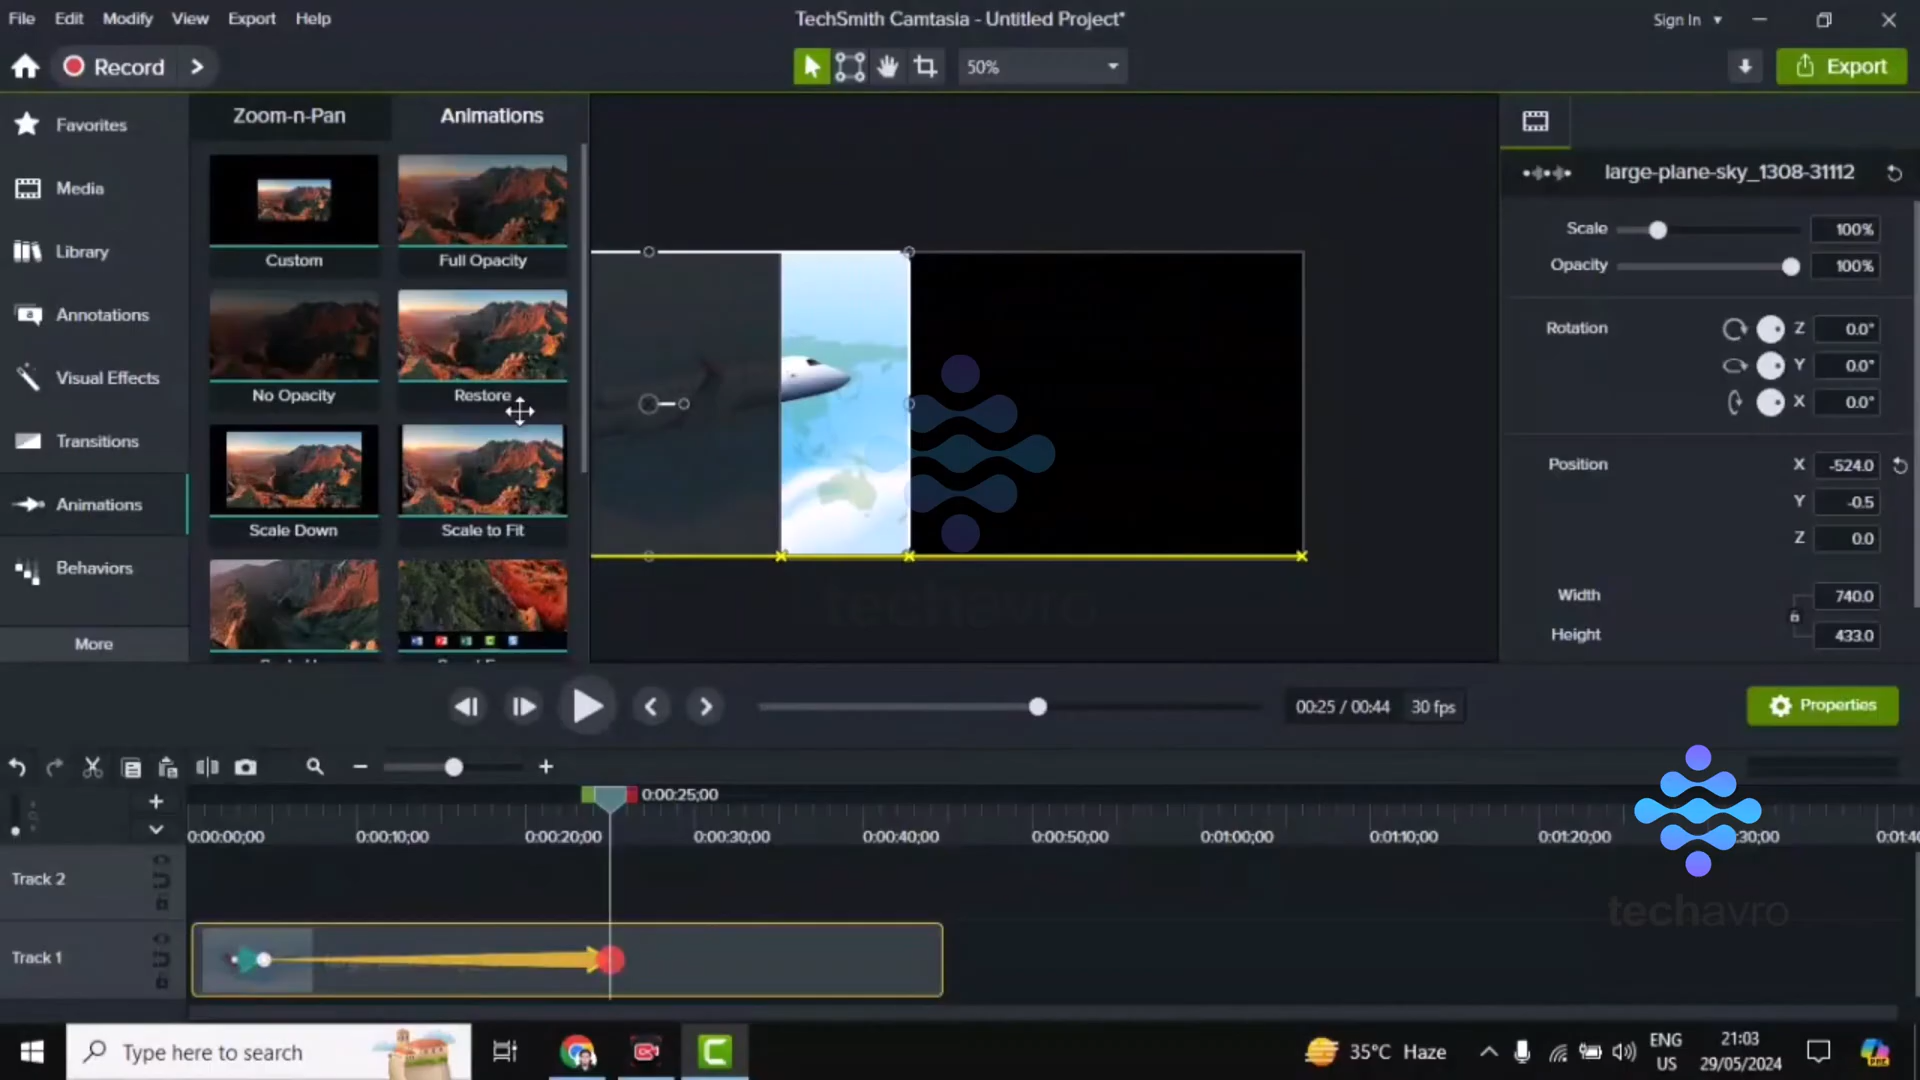 File Edit Modify View Export Help
TechSmith Camtasia - Untitled Project*
Sign In
Record
50%
Export
Favorites
Media
Library
Annotations
Visual Effects
Transitions
Animations
Behaviors
More
Zoom-n-Pan
Animations
Custom
Full Opacity
No Opacity
Restore
Scale Down
Scale to Fit
techavro
large-plane-sky_1308-31112
Scale 100%
Opacity 100%
Rotation Z 0.0°
Y 0.0°
X 0.0°
Position X -524.0
Y -0.5
Z 0.0
Width 740.0
Height 433.0
00:25 / 00:44 30 fps
Properties
0:00:25;00
0:00:00;00 0:00:10;00 0:00:20;00 0:00:30;00 0:00:40;00 0:00:50;00 0:01:00;00 0:01:10;00 0:01:20;00
Track 2
Track 1
techavro
Type here to search
35°C Haze
ENG
US
21:03
29/05/2024